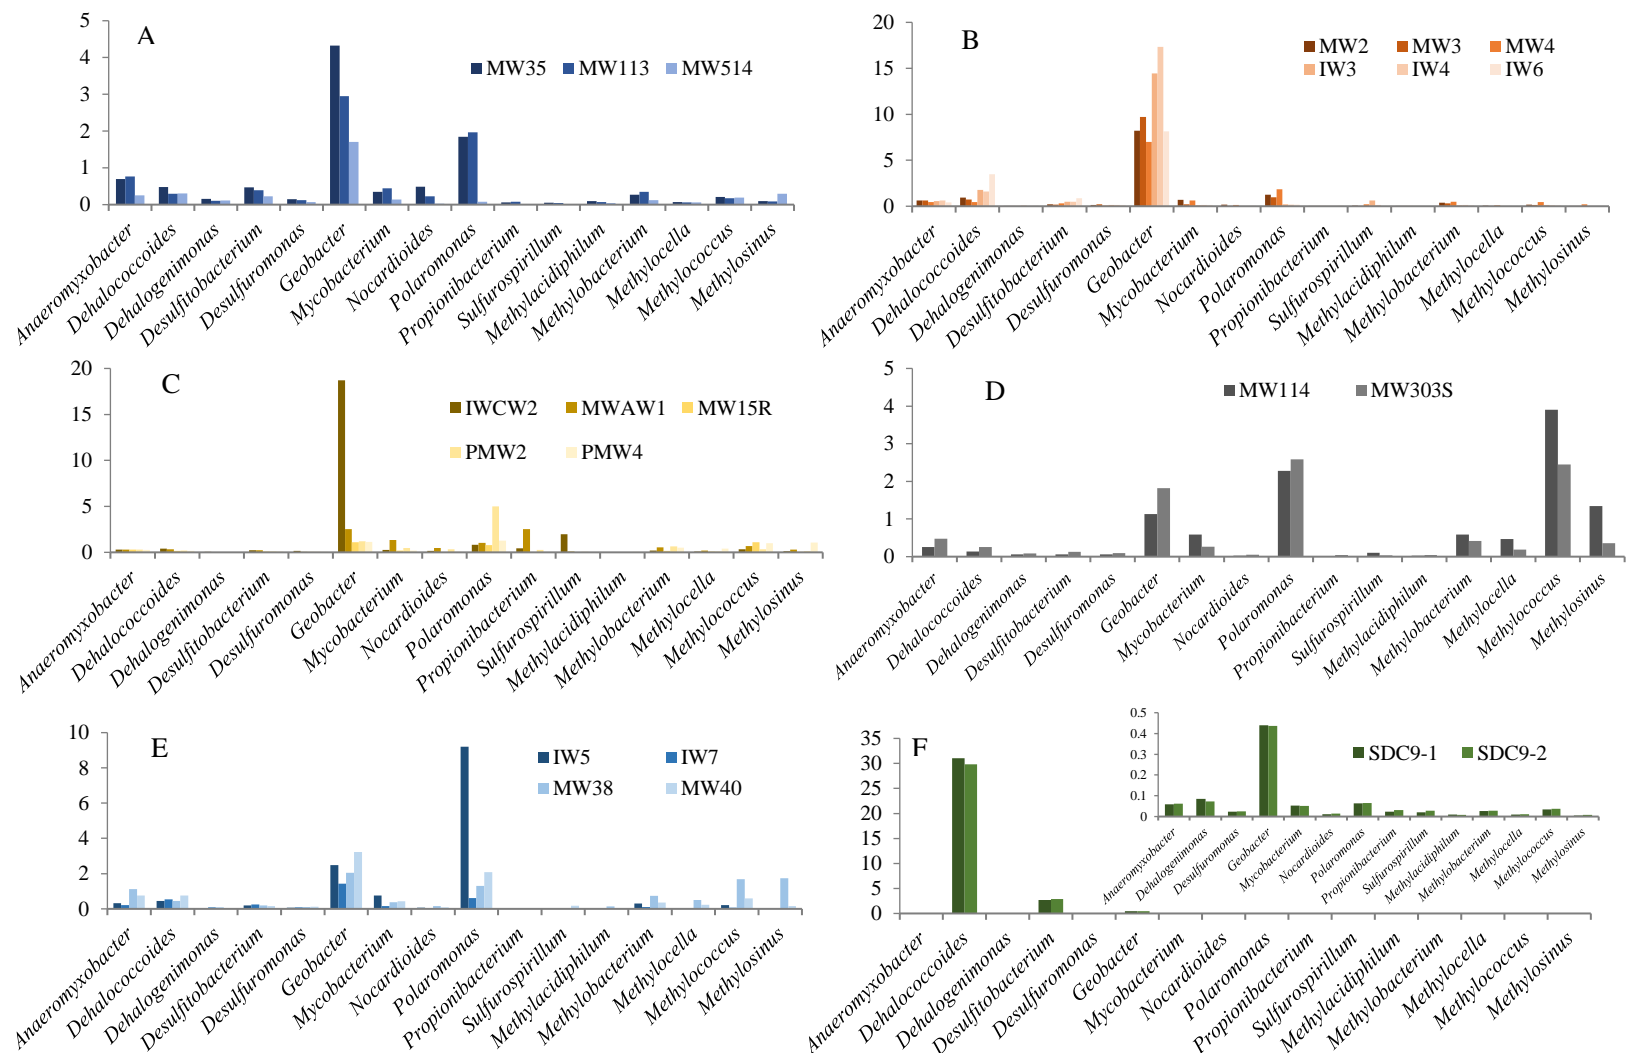 A
5
4
3
2
1
0
MW35 MW113 MW514
Anaeromyxobacter
Dehalococcoides
Dehalogenimonas
Desulfitobacterium
Desulfuromonas
Geobacter
Mycobacterium
Nocardioides
Polaromonas
Propionibacterium
Sulfurospirillum
Methylacidiphilum
Methylobacterium
Methylocella
Methylococcus
Methylosinus
B
20
15
10
5
0
MW2 MW3 MW4
IW3 IW4 IW6
Anaeromyxobacter
Dehalococcoides
Dehalogenimonas
Desulfitobacterium
Desulfuromonas
Geobacter
Mycobacterium
Nocardioides
Polaromonas
Propionibacterium
Sulfurospirillum
Methylacidiphilum
Methylobacterium
Methylocella
Methylococcus
Methylosinus
C
20
15
10
5
0
IWCW2 MWAW1 MW15R
PMW2 PMW4
Anaeromyxobacter
Dehalococcoides
Dehalogenimonas
Desulfitobacterium
Desulfuromonas
Geobacter
Mycobacterium
Nocardioides
Polaromonas
Propionibacterium
Sulfurospirillum
Methylacidiphilum
Methylobacterium
Methylocella
Methylococcus
Methylosinus
D
5
4
3
2
1
0
MW114 MW303S
Anaeromyxobacter
Dehalococcoides
Dehalogenimonas
Desulfitobacterium
Desulfuromonas
Geobacter
Mycobacterium
Nocardioides
Polaromonas
Propionibacterium
Sulfurospirillum
Methylacidiphilum
Methylobacterium
Methylocella
Methylococcus
Methylosinus
E
10
8
6
4
2
0
IW5 IW7
MW38 MW40
Anaeromyxobacter
Dehalococcoides
Dehalogenimonas
Desulfitobacterium
Desulfuromonas
Geobacter
Mycobacterium
Nocardioides
Polaromonas
Propionibacterium
Sulfurospirillum
Methylacidiphilum
Methylobacterium
Methylocella
Methylococcus
Methylosinus
F
35
30
25
20
15
10
5
0
SDC9-1 SDC9-2
0.5
0.4
0.3
0.2
0.1
0
Anaeromyxobacter
Dehalogenimonas
Desulfuromonas
Geobacter
Mycobacterium
Nocardioides
Polaromonas
Propionibacterium
Sulfurospirillum
Methylacidiphilum
Methylobacterium
Methylocella
Methylococcus
Methylosinus
Anaeromyxobacter
Dehalococcoides
Dehalogenimonas
Desulfitobacterium
Desulfuromonas
Geobacter
Mycobacterium
Nocardioides
Polaromonas
Propionibacterium
Sulfurospirillum
Methylacidiphilum
Methylobacterium
Methylocella
Methylococcus
Methylosinus